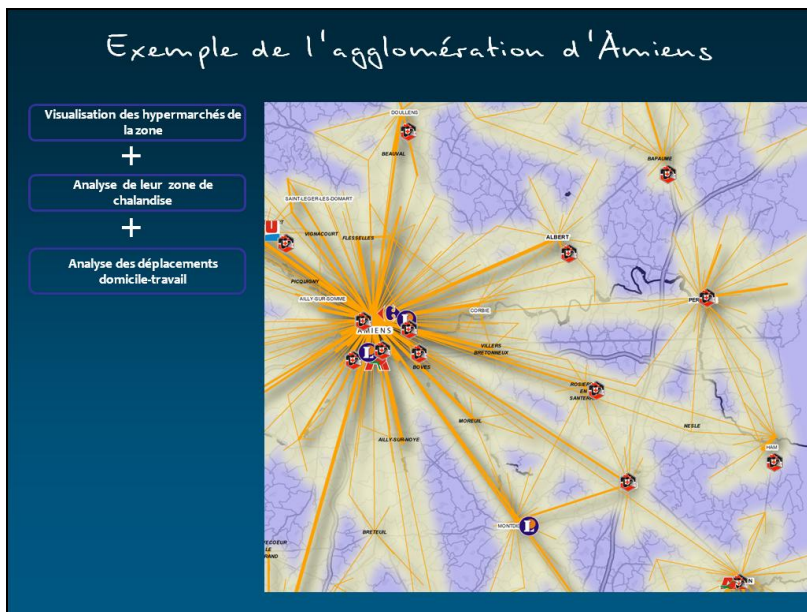 Exemple de l'agglomération d'Amiens
Visualisation des hypermarchés de
la zone
+
Analyse de leur zone de
chalandise
+
Analyse des déplacements
domicile-travail
DOULLENS
BEAUVAL
BAPAUME
SAINT-LEGER-LES-DOMART
VIGNACOURT
FLESSELLES
ALBERT
PICQUIGNY
AILLY-SUR-SOMME
CORBIE
AMIENS
VILLERS
BRETONNEUX
BOVES
ROSIERES
EN
MOREUIL
NESLE
AILLY-SUR-NOYE
HAM
BRETEUIL